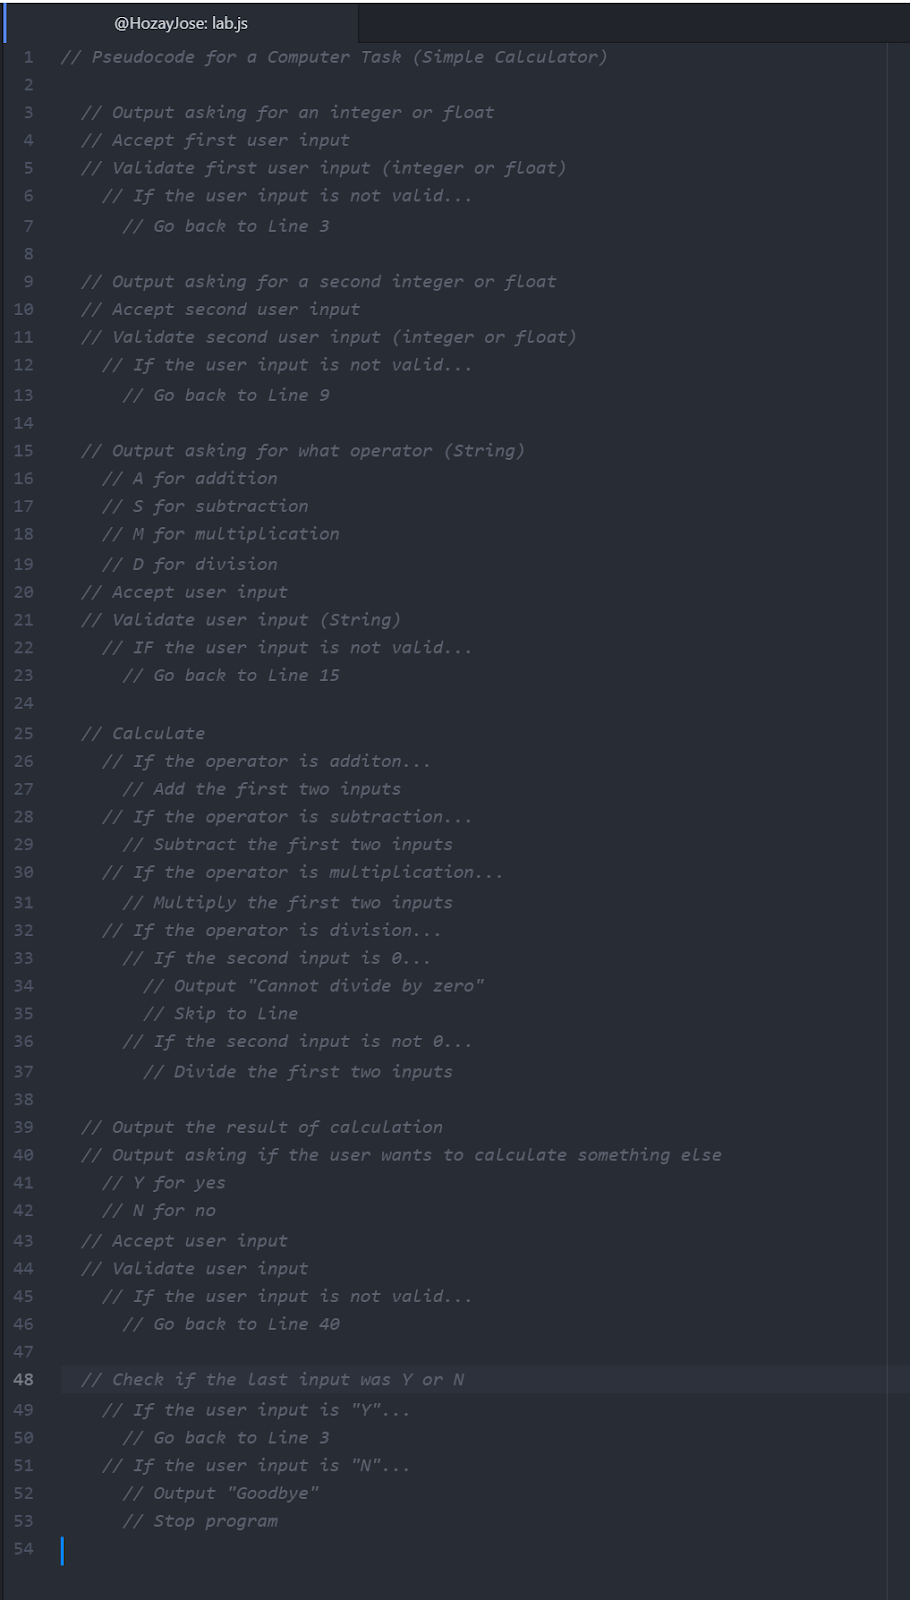 @HozayJose: lab.js
1 // Pseudocode for a Computer Task (Simple Calculator)
2
3 // Output asking for an integer or float
4 // Accept first user input
5 // Validate first user input (integer or float)
6 // If the user input is not valid...
7 // Go back to Line 3
8
9 // Output asking for a second integer or float
10 // Accept second user input
11 // Validate second user input (integer or float)
12 // If the user input is not valid...
13 // Go back to Line 9
14
15 // Output asking for what operator (String)
16 // A for addition
17 // S for subtraction
18 // M for multiplication
19 // D for division
20 // Accept user input
21 // Validate user input (String)
22 // IF the user input is not valid...
23 // Go back to Line 15
24
25 // Calculate
26 // If the operator is additon...
27 // Add the first two inputs
28 // If the operator is subtraction...
29 // Subtract the first two inputs
30 // If the operator is multiplication...
31 // Multiply the first two inputs
32 // If the operator is division...
33 // If the second input is 0...
34 // Output "Cannot divide by zero"
35 // Skip to Line
36 // If the second input is not 0...
37 // Divide the first two inputs
38
39 // Output the result of calculation
40 // Output asking if the user wants to calculate something else
41 // Y for yes
42 // N for no
43 // Accept user input
44 // Validate user input
45 // If the user input is not valid...
46 // Go back to Line 40
47
48 // Check if the last input was Y or N
49 // If the user input is "Y"...
50 // Go back to Line 3
51 // If the user input is "N"...
52 // Output "Goodbye"
53 // Stop program
54